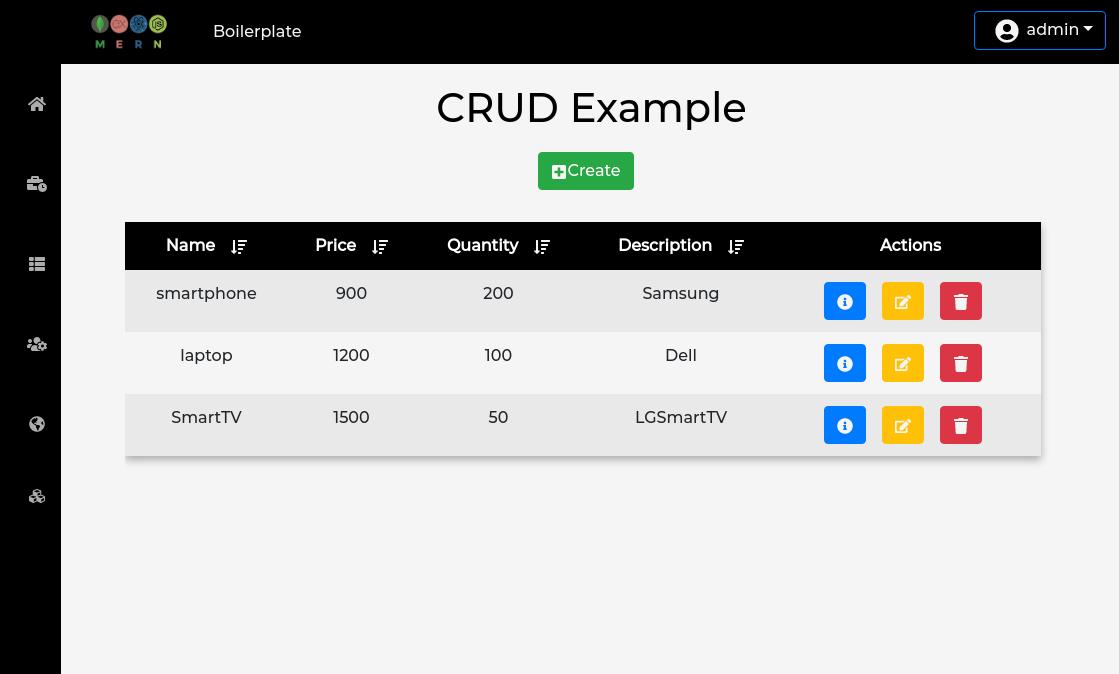 M E R N Boilerplate admin
CRUD Example
Create
Name Price Quantity Description Actions
smartphone 900 200 Samsung
laptop 1200 100 Dell
SmartTV 1500 50 LGSmartTV